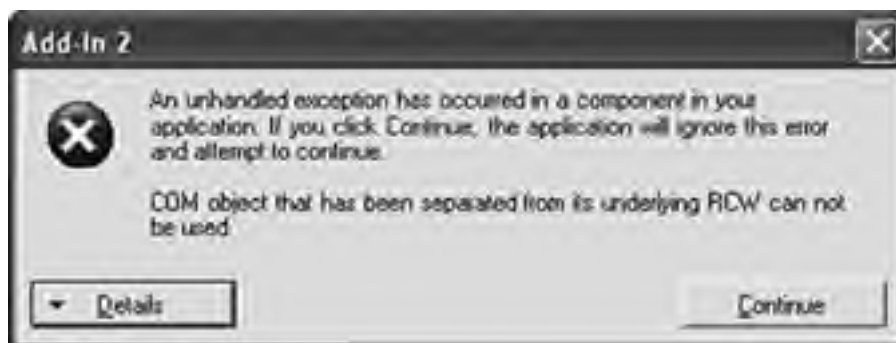 Add-In 2
An unhandled exception has occurred in a component in your
application. If you click Continue, the application will ignore this error
and attempt to continue.
COM object that has been separated from its underlying RCW can not
be used
Details
Continue